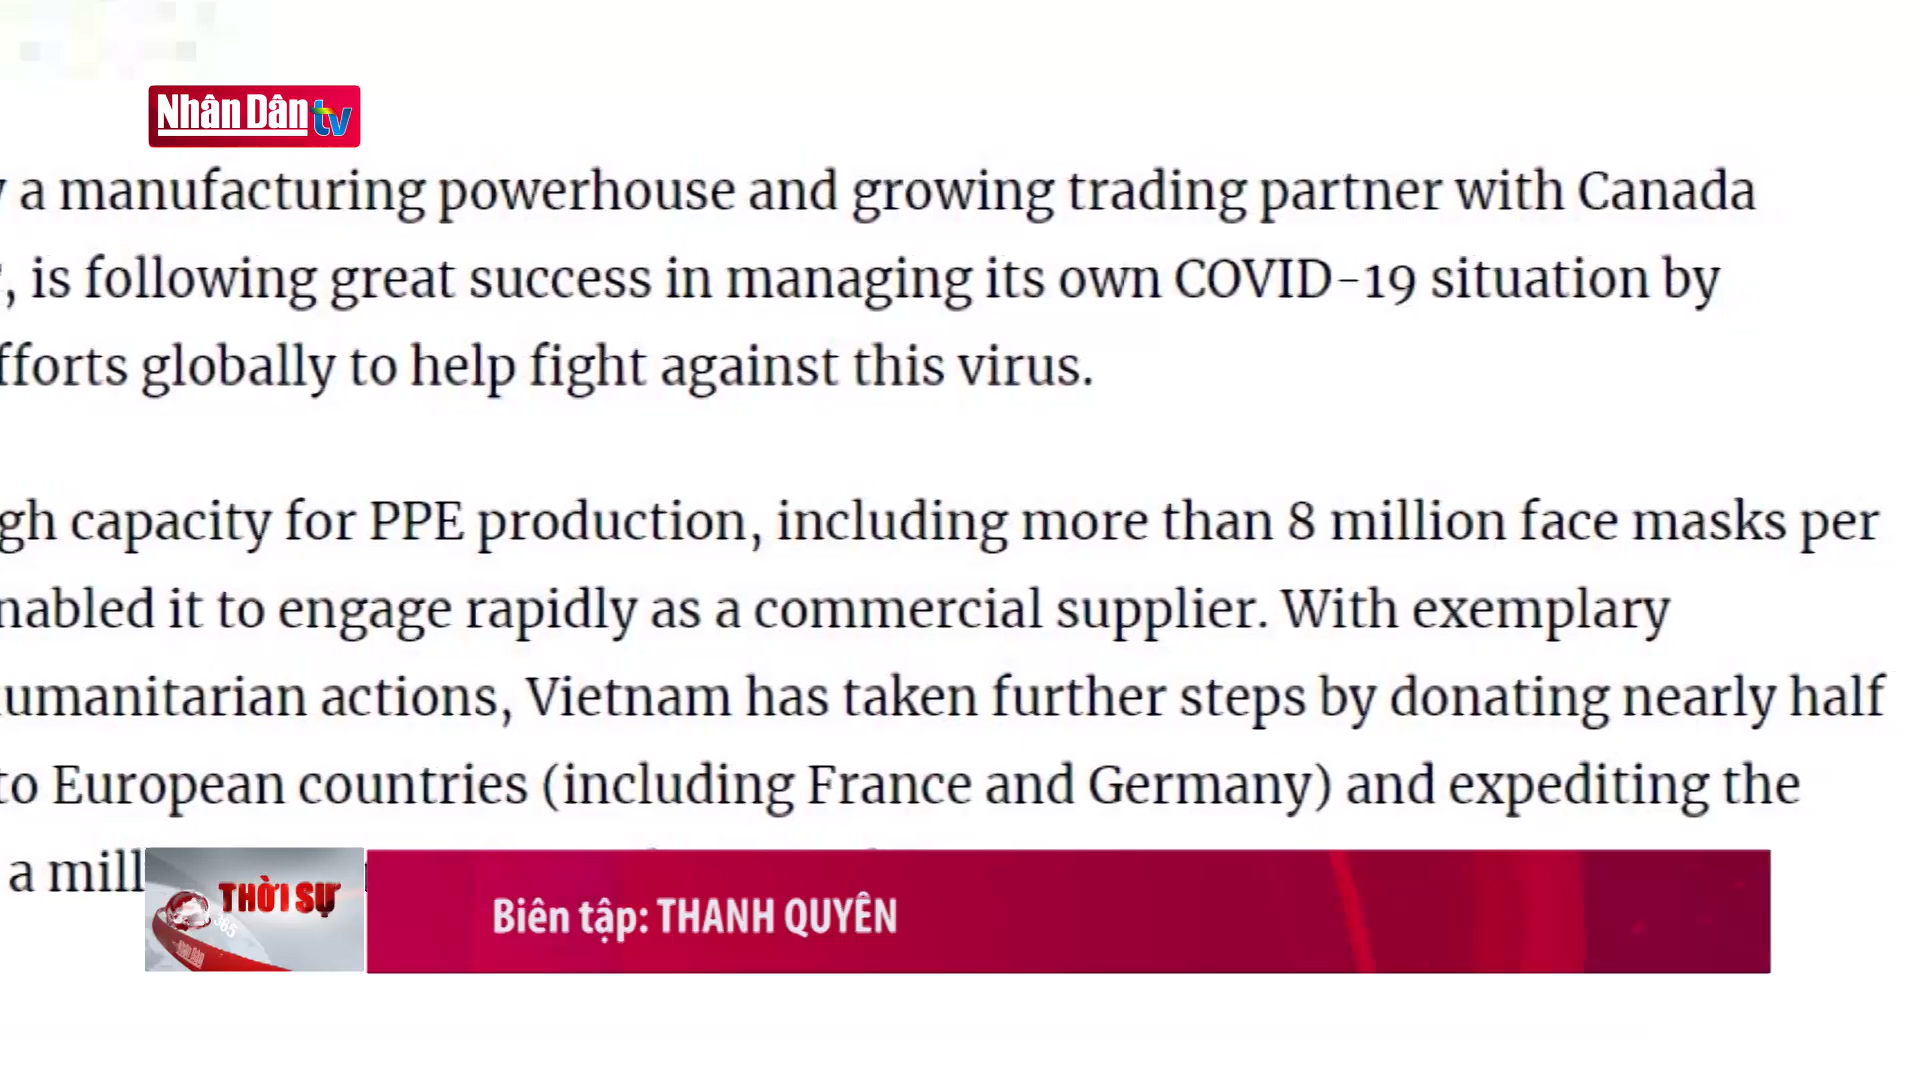 Nhân Dân tv
a manufacturing powerhouse and growing trading partner with Canada
, is following great success in managing its own COVID-19 situation by
fforts globally to help fight against this virus.
gh capacity for PPE production, including more than 8 million face masks per
nabled it to engage rapidly as a commercial supplier. With exemplary
umanitarian actions, Vietnam has taken further steps by donating nearly half
to European countries (including France and Germany) and expediting the
a mill
THỜI SỰ
365
NHÂN DÂN
Biên tập: THANH QUYÊN